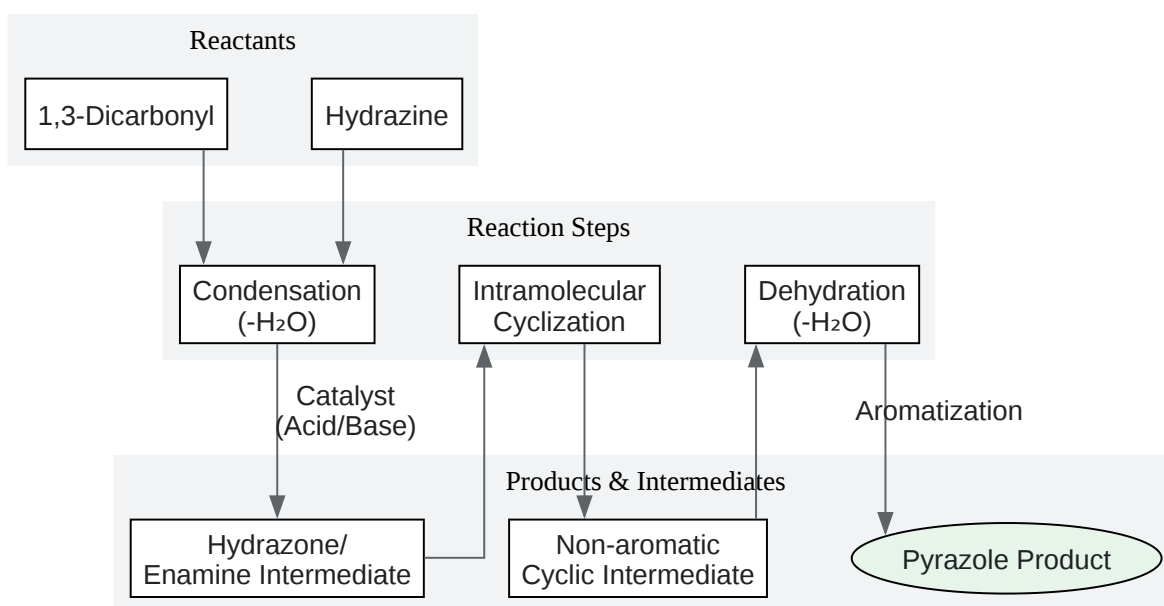 Reactants
1,3-Dicarbonyl
Hydrazine
Reaction Steps
Condensation
(-H₂O)
Intramolecular
Cyclization
Dehydration
(-H₂O)
Catalyst
(Acid/Base)
Aromatization
Products & Intermediates
Hydrazone/
Enamine Intermediate
Non-aromatic
Cyclic Intermediate
Pyrazole Product